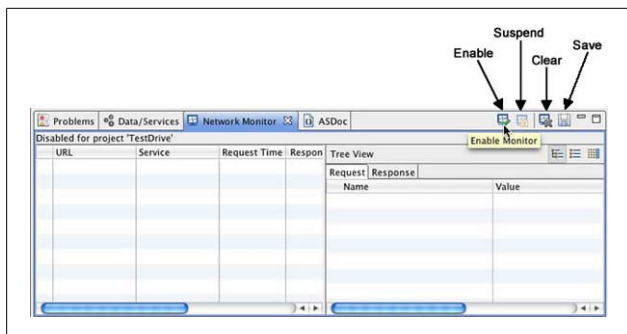 Suspend
Save
Enable
Clear
Problems Data/Services Network Monitor ASDoc
Disabled for project 'TestDrive'
Enable Monitor
URL Service Request Time Respon
Tree View
Request Response
Name Value